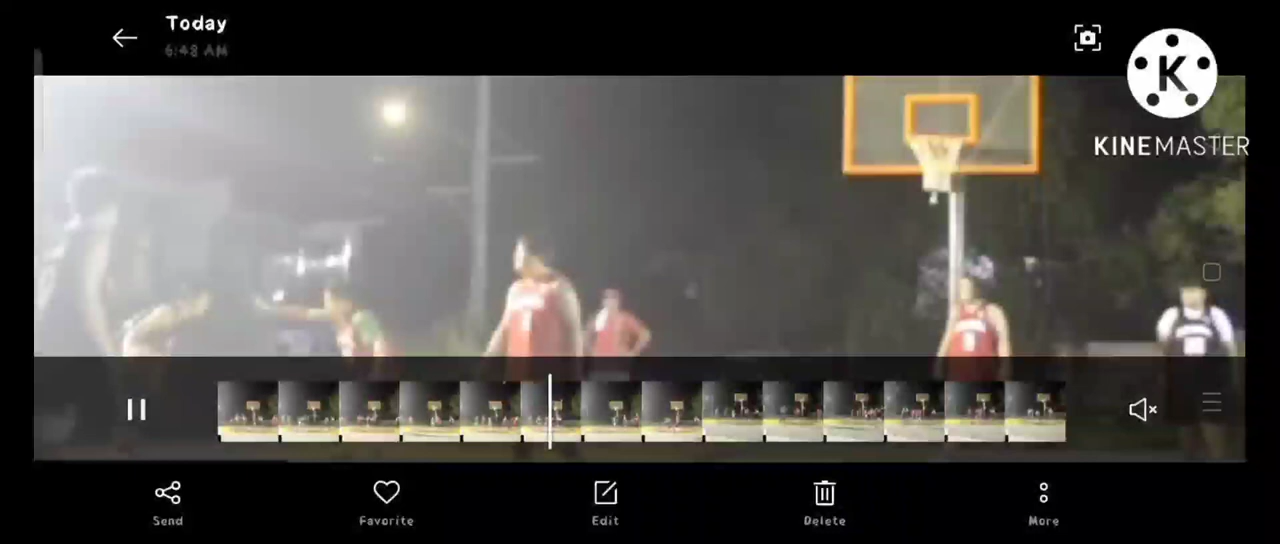 Today
6:48 AM
K
KINEMASTER
Send
Favorite
Edit
Delete
More